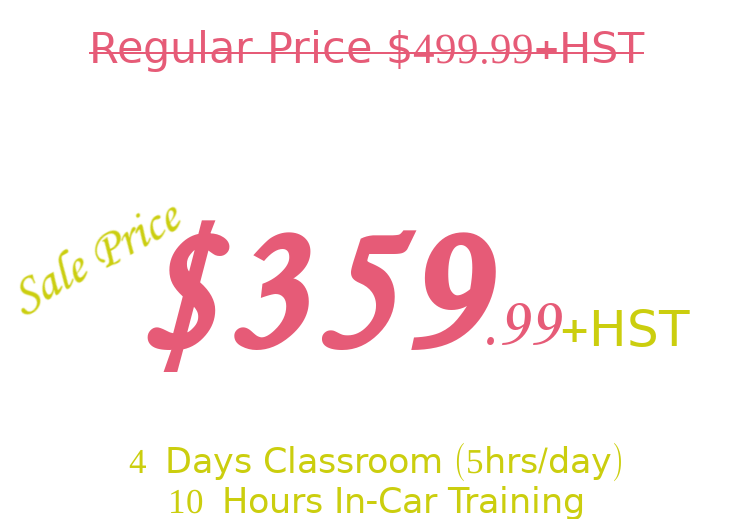 Regular Price $499.99+HST
Sale Price
$359.99+HST
4 Days Classroom (5hrs/day)
10 Hours In-Car Training